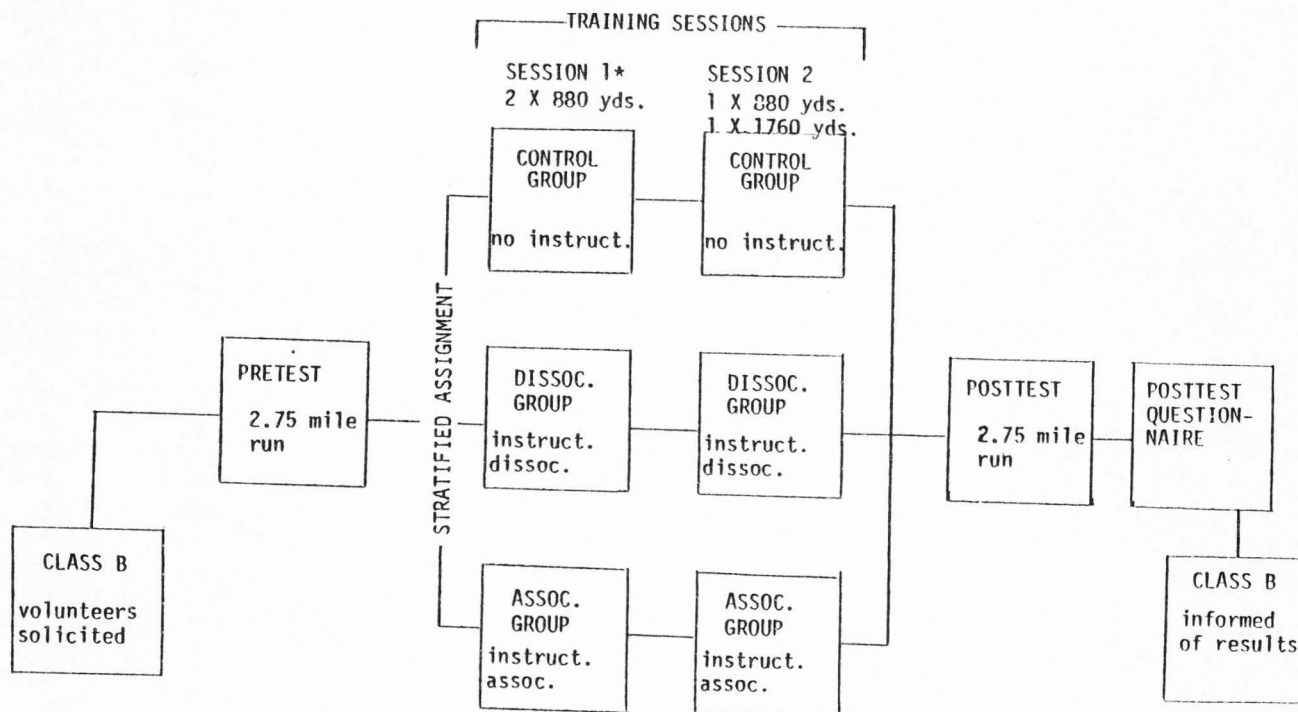 TRAINING SESSIONS
SESSION 1*
2 X 880 yds.
SESSION 2
1 X 880 yds.
1 X 1760 yds.
CONTROL
GROUP
no instruct.
CONTROL
GROUP
no instruct.
STRATIFIED ASSIGNMENT
PRETEST
2.75 mile
run
DISSOC.
GROUP
instruct.
dissoc.
DISSOC.
GROUP
instruct.
dissoc.
POSTTEST
2.75 mile
run
POSTTEST
QUESTION-
NAIRE
CLASS B
volunteers
solicited
ASSOC.
GROUP
instruct.
assoc.
ASSOC.
GROUP
instruct.
assoc.
CLASS B
informed
of results